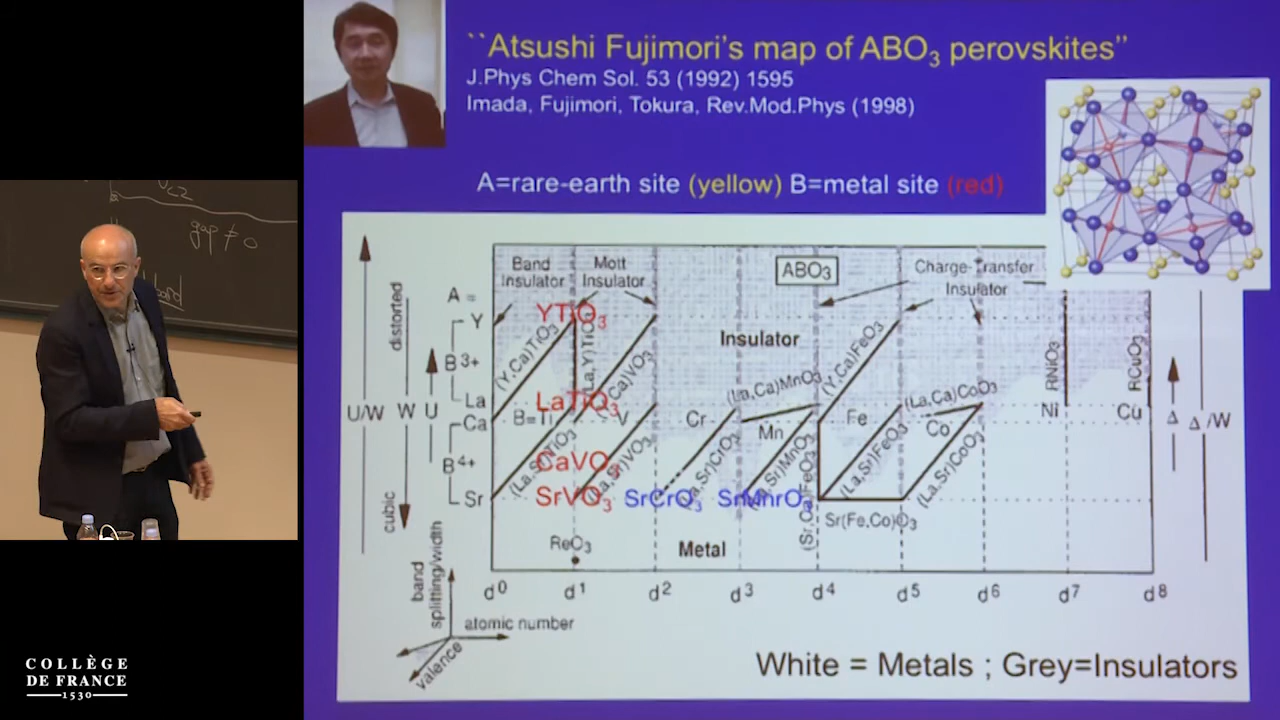 ``Atsushi Fujimori's map of ABO3 perovskites''
J.Phys Chem Sol. 53 (1992) 1595
Imada, Fujimori, Tokura, Rev.Mod.Phys (1998)
A=rare-earth site (yellow) B=metal site (red)
UC2
gap ≠ 0
band
Band Insulator
Mott Insulator
ABO3
Charge-Transfer Insulator
A =
Y
B3+
La
Ca
B4+
Sr
distorted
cubic
U/W
W
U
Insulator
Metal
YTiO3
LaTiO3
CaVO3
SrVO3
SrCrO3
SrMnrO3
(Y,Ca)TiO3
(La,Y)TiO3
Ca)VO3
B=Ti
V
(La,Sr)TiO3
(La,Sr)VO3
Cr
(La,Ca)MnO3
Mn
La,Sr)CrO3
Sr)MnO3
(Y,Ca)FeO3
Fe
(La,Ca)CoO3
Co
(La,Sr)FeO3
(La,Sr)CoO3
(Sr,Ca)FeO3
Sr(Fe,Co)O3
RNiO3
Ni
RCuO3
Cu
Δ
Δ/W
ReO3
d0 d1 d2 d3 d4 d5 d6 d7 d8
band splitting/width
atomic number
valance
White = Metals ; Grey=Insulators
COLLÈGE
DE FRANCE
1530